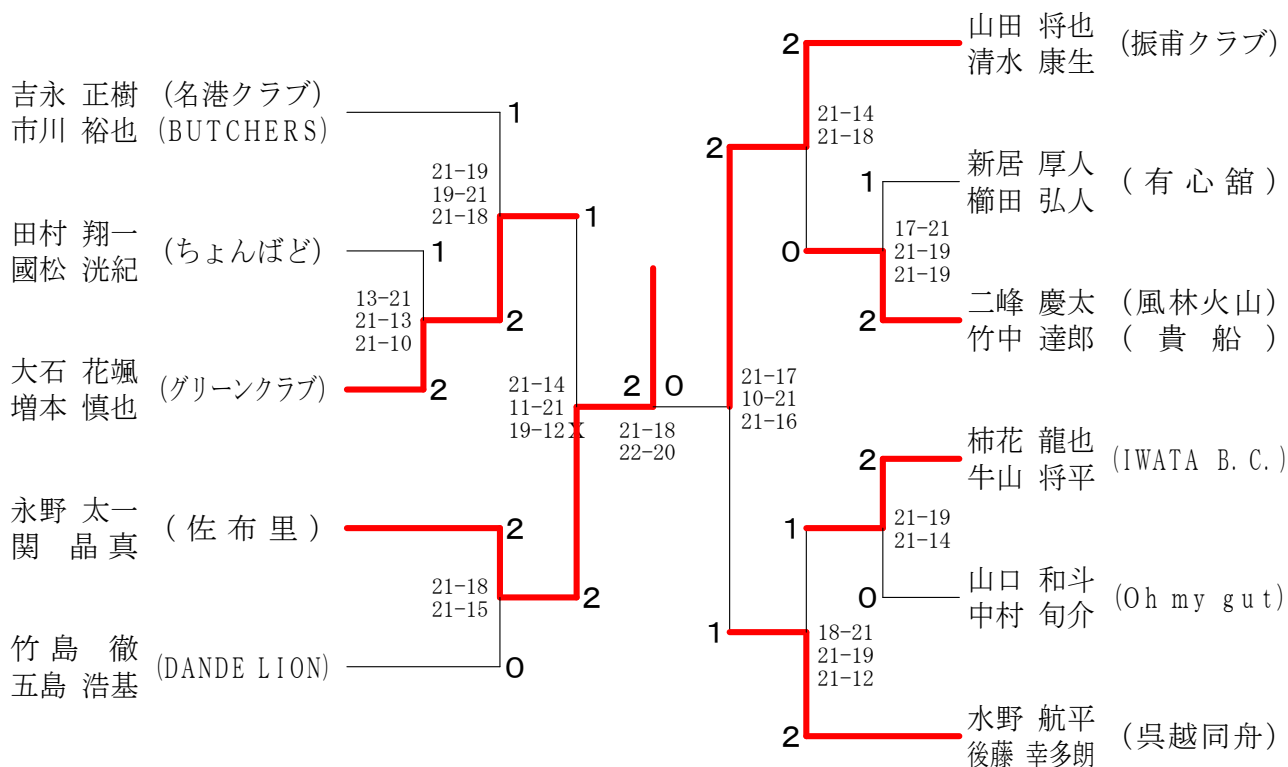 吉永 正樹 (名港クラブ)
市川 裕也 (BUTCHERS)
1
21-19
19-21
21-18
田村 翔一
國松 洸紀
(ちょんばど)
1
13-21
21-13
21-10
2
大石 花颯
増本 慎也
(グリーンクラブ)
2
1
21-14
11-21
19-12X
永野 太一
関 晶真
(佐布里)
2
21-18
21-15
2
竹島 徹
五島 浩基
(DANDE LION)
0
2 0
21-18
22-20
山田 将也
清水 康生
(振甫クラブ)
2
21-14
21-18
2
新居 厚人
櫛田 弘人
(有心舘)
1
17-21
21-19
21-19
0
二峰 慶太 (風林火山)
竹中 達郎 (貴船)
2
21-17
10-21
21-16
柿花 龍也
牛山 将平
(IWATA B.C.)
2
21-19
21-14
1
山口 和斗
中村 旬介
(Oh my gut)
0
1
18-21
21-19
21-12
水野 航平
後藤 幸多朗
(呉越同舟)
2